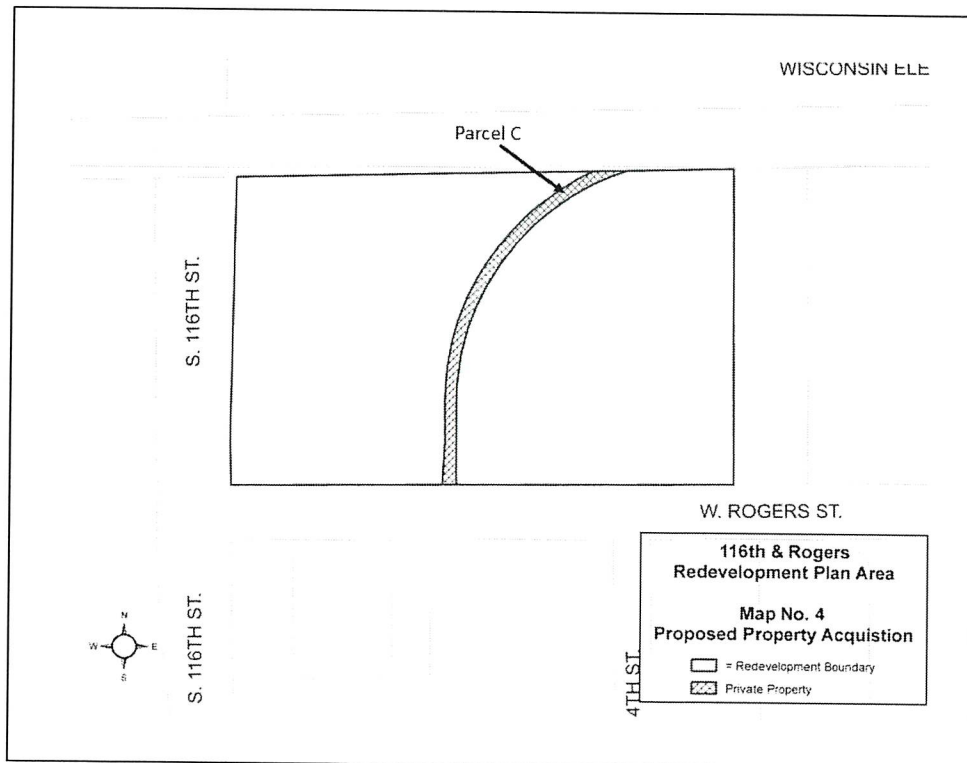 WISCONSIN ELE
Parcel C
S. 116TH ST.
W. ROGERS ST.
116th & Rogers
Redevelopment Plan Area
Map No. 4
Proposed Property Acquistion
= Redevelopment Boundary
Private Property
N
W
E
S
S. 116TH ST.
4TH ST.